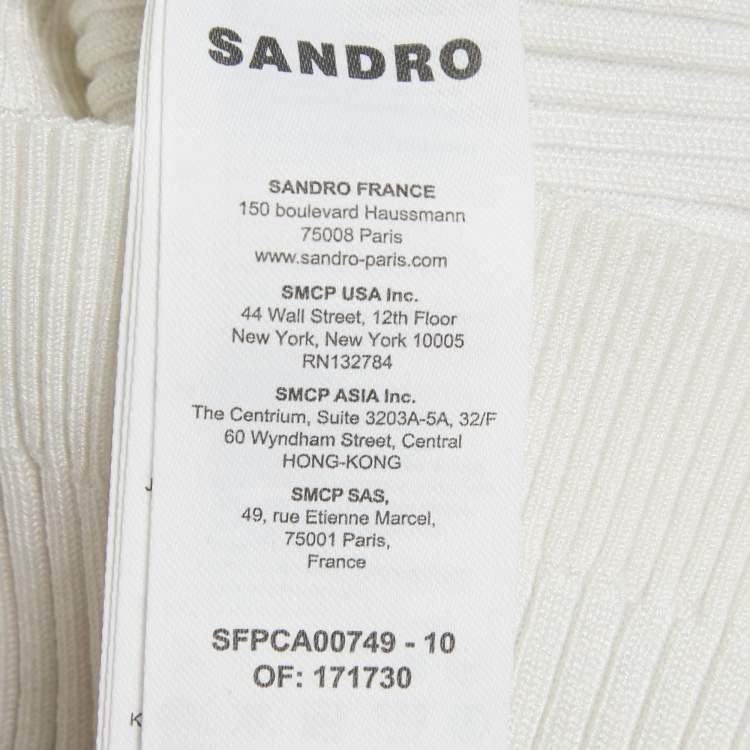 SANDRO
SANDRO FRANCE
150 boulevard Haussmann
75008 Paris
www.sandro-paris.com
SMCP USA Inc.
44 Wall Street, 12th Floor
New York, New York 10005
RN132784
SMCP ASIA Inc.
The Centrium, Suite 3203A-5A, 32/F
60 Wyndham Street, Central
HONG-KONG
SMCP SAS,
49, rue Etienne Marcel,
75001 Paris,
France
SFPCA00749 - 10
OF: 171730
K